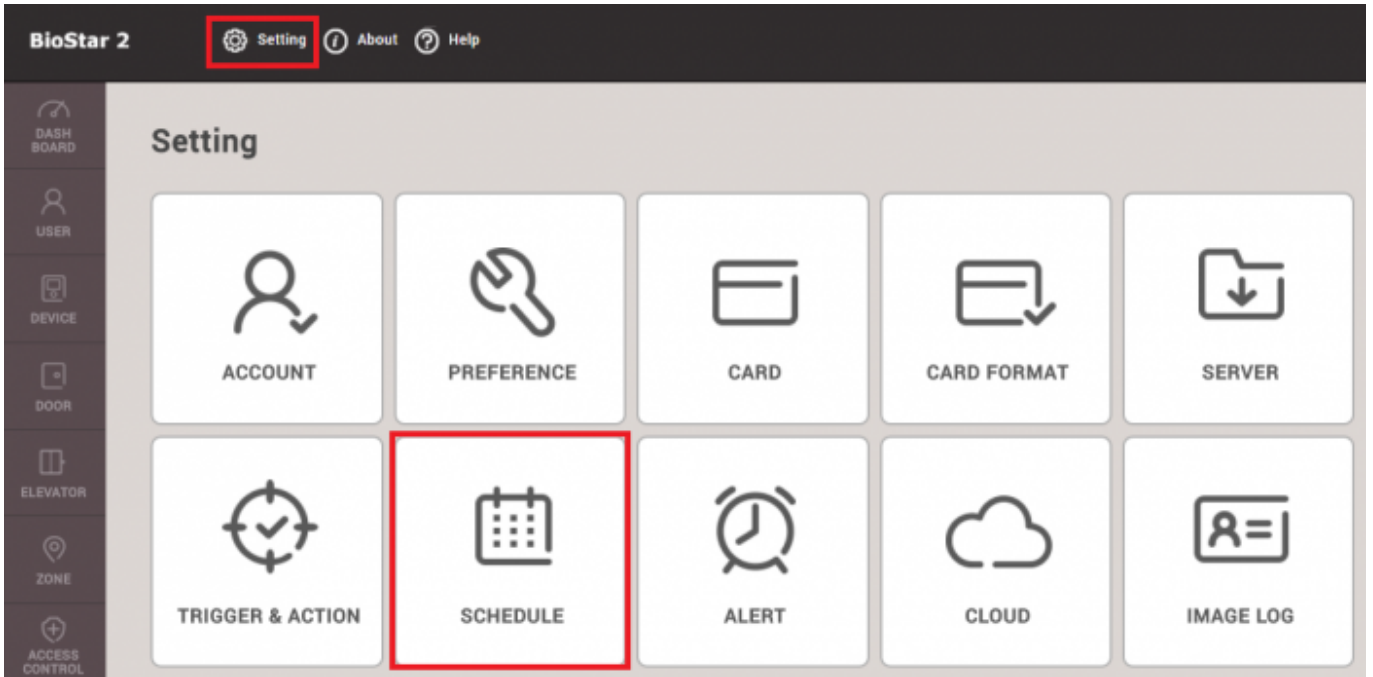 BioStar 2
Setting
About
Help
DASH
BOARD
USER
DEVICE
DOOR
ELEVATOR
ZONE
ACCESS
CONTROL
Setting
ACCOUNT
PREFERENCE
CARD
CARD FORMAT
SERVER
TRIGGER & ACTION
SCHEDULE
ALERT
CLOUD
IMAGE LOG